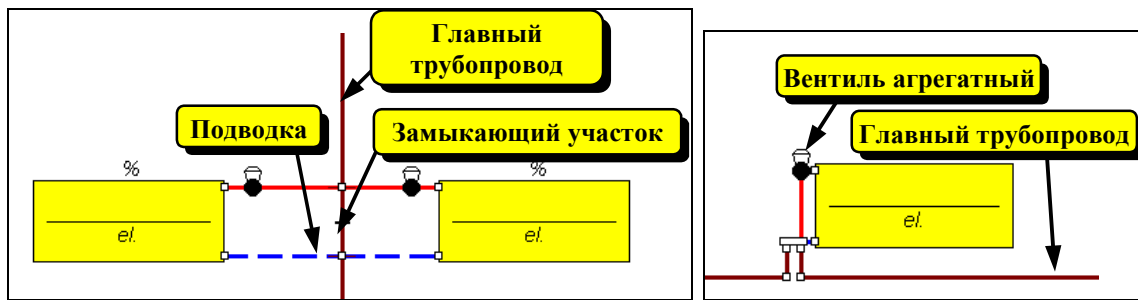 Главный
трубопровод
Подводка
Замыкающий участок
%
%
el.
el.
Вентиль агрегатный
Главный трубопровод
%
el.